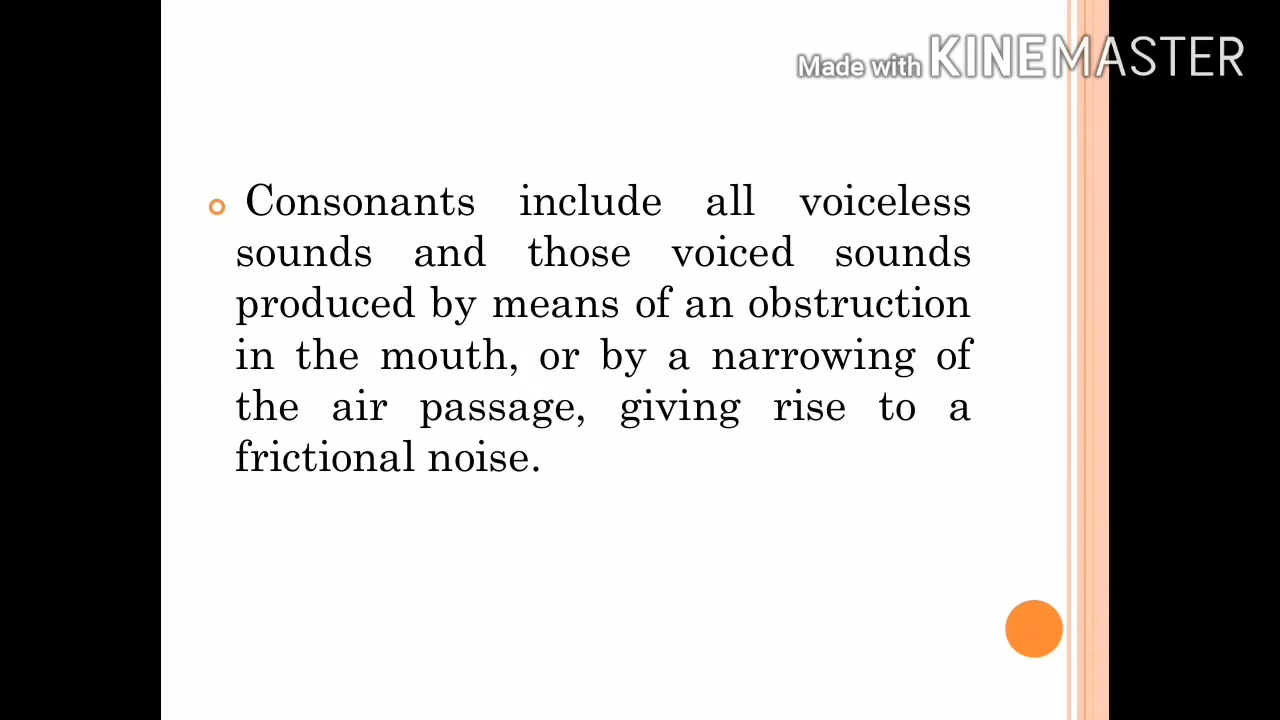 Made with KINEMASTER
Consonants include all voiceless
sounds and those voiced sounds
produced by means of an obstruction
in the mouth, or by a narrowing of
the air passage, giving rise to a
frictional noise.